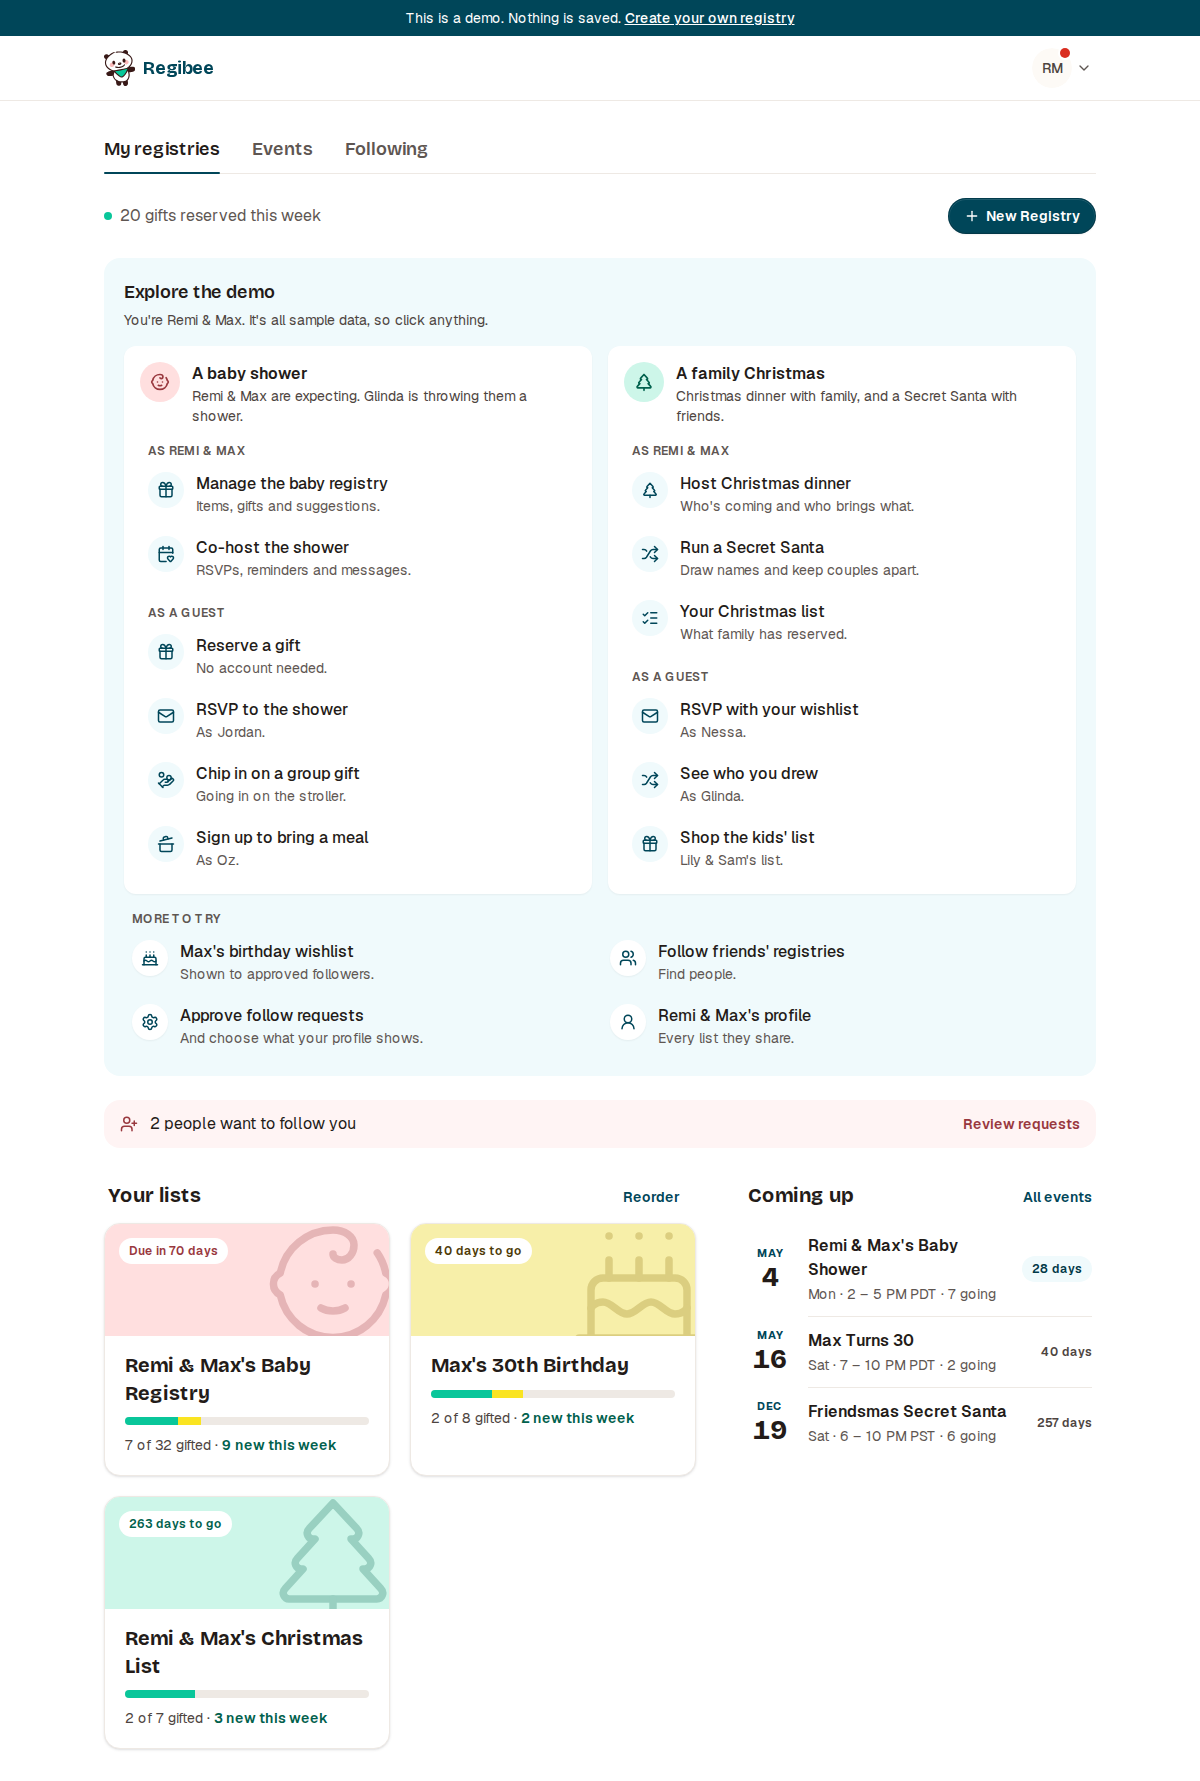 This is a demo. Nothing is saved. Create your own registry
Regibee
RM
My registries
Events
Following
20 gifts reserved this week
New Registry
Explore the demo
You're Remi & Max. It's all sample data, so click anything.
A baby shower
Remi & Max are expecting. Glinda is throwing them a
shower.
AS REMI & MAX
Manage the baby registry
Items, gifts and suggestions.
Co-host the shower
RSVPs, reminders and messages.
AS A GUEST
Reserve a gift
No account needed.
RSVP to the shower
As Jordan.
Chip in on a group gift
Going in on the stroller.
Sign up to bring a meal
As Oz.
A family Christmas
Christmas dinner with family, and a Secret Santa with
friends.
AS REMI & MAX
Host Christmas dinner
Who's coming and who brings what.
Run a Secret Santa
Draw names and keep couples apart.
Your Christmas list
What family has reserved.
AS A GUEST
RSVP with your wishlist
As Nessa.
See who you drew
As Glinda.
Shop the kids' list
Lily & Sam's list.
MORE TO TRY
Max's birthday wishlist
Shown to approved followers.
Follow friends' registries
Find people.
Approve follow requests
And choose what your profile shows.
Remi & Max's profile
Every list they share.
2 people want to follow you
Review requests
Your lists
Reorder
Due in 70 days
Remi & Max's Baby
Registry
7 of 32 gifted · 9 new this week
40 days to go
Max's 30th Birthday
2 of 8 gifted · 2 new this week
263 days to go
Remi & Max's Christmas
List
2 of 7 gifted · 3 new this week
Coming up
All events
MAY
4
Remi & Max's Baby
Shower
Mon · 2 – 5 PM PDT · 7 going
28 days
MAY
16
Max Turns 30
Sat · 7 – 10 PM PDT · 2 going
40 days
DEC
19
Friendsmas Secret Santa
Sat · 6 – 10 PM PST · 6 going
257 days